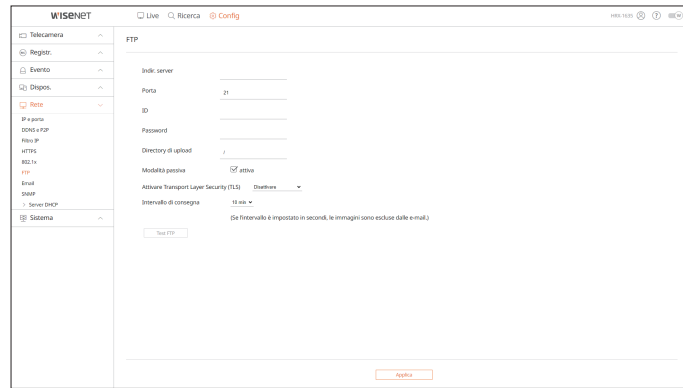 WISENET
Live Ricerca Config
HRX-1635
Telecamera
Registr.
Evento
Dispos.
Rete
IP e porta
DDNS e P2P
Filtro IP
HTTPS
802.1x
FTP
Email
SNMP
> Server DHCP
Sistema
FTP
Indir. server
Porta 21
ID
Password
Directory di upload /
Modalità passiva attiva
Attivare Transport Layer Security (TLS) Disattivare
Intervallo di consegna 10 min
(Se l'intervallo è impostato in secondi, le immagini sono escluse dalle e-mail.)
Test FTP
Applica